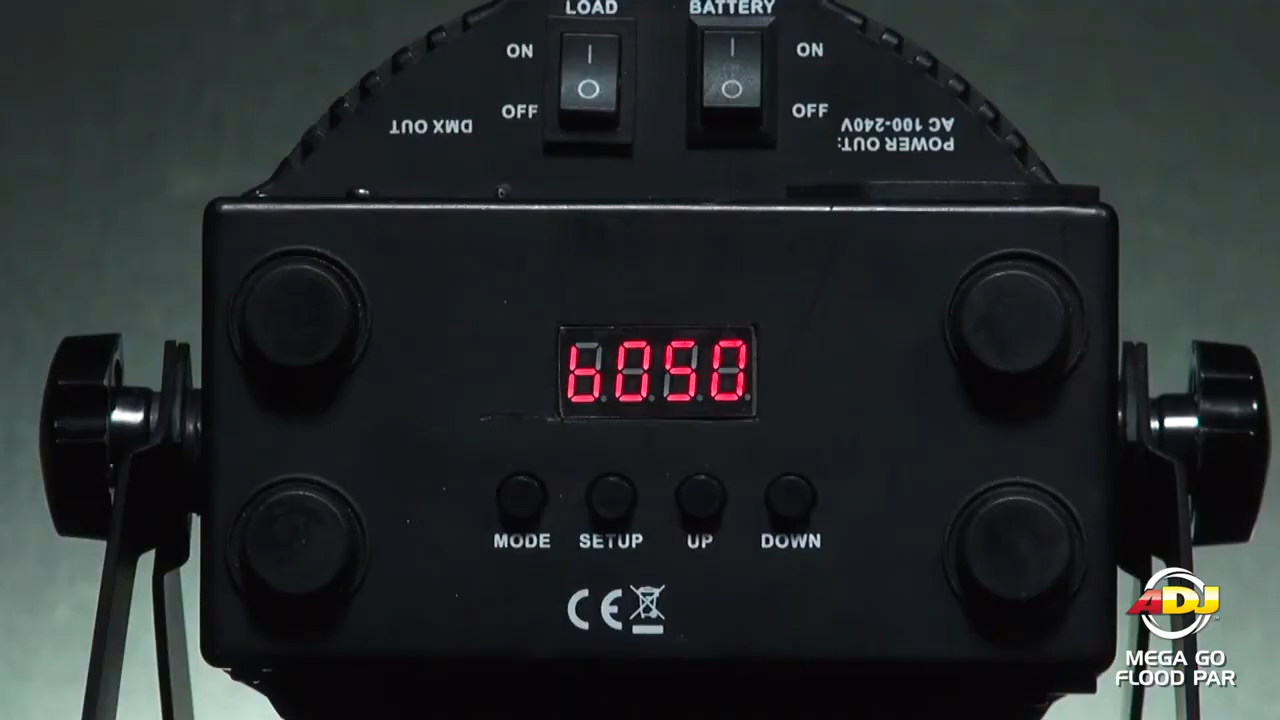 LOAD
BATTERY
ON
I
I
ON
OFF
O
O
OFF
DMX OUT
POWER OUT:
AC 100-240V
b050
MODE SETUP UP DOWN
CE
ADJ
MEGA GO
FLOOD PAR